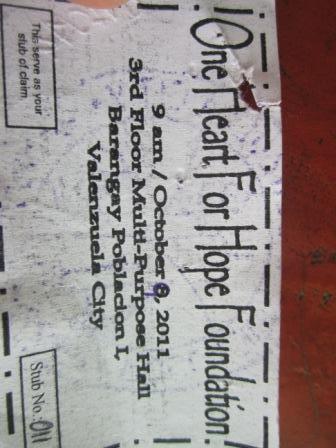 One Heart For Hope Foundation
9 am / October 8, 2011
3rd Floor Multi-Purpose Hall
Barangay Poblacion I,
Valenzuela City
This serve as your
stub of claim
Stub No.: 011